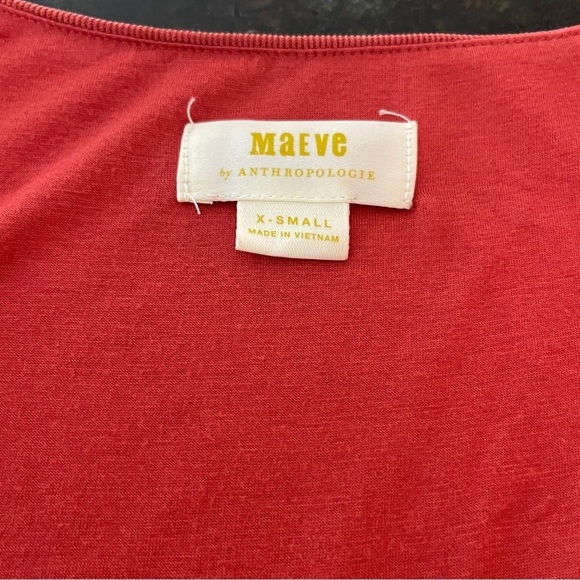 MaEve
by ANTHROPOLOGIE
X-SMALL
MADE IN VIETNAM